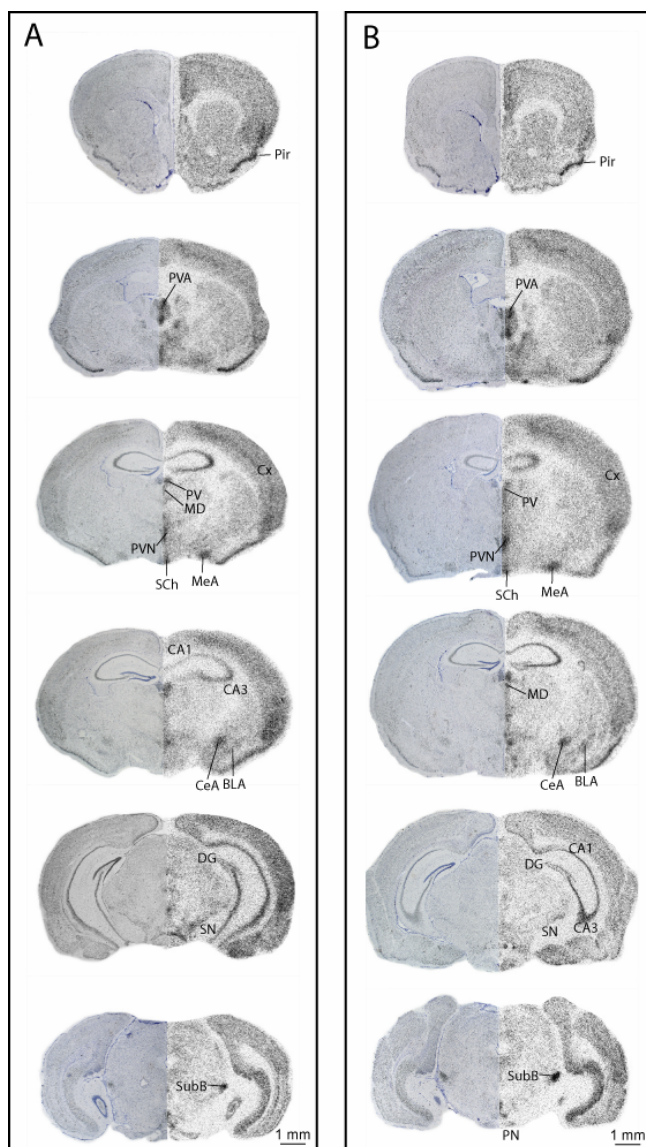 A
Pir
PVA
Cx
PV
MD
PVN
SCh
MeA
CA1
CA3
CeA
BLA
DG
SN
SubB
1 mm
B
Pir
PVA
Cx
PV
PVN
SCh
MeA
MD
CeA
BLA
CA1
DG
SN
CA3
SubB
PN
1 mm